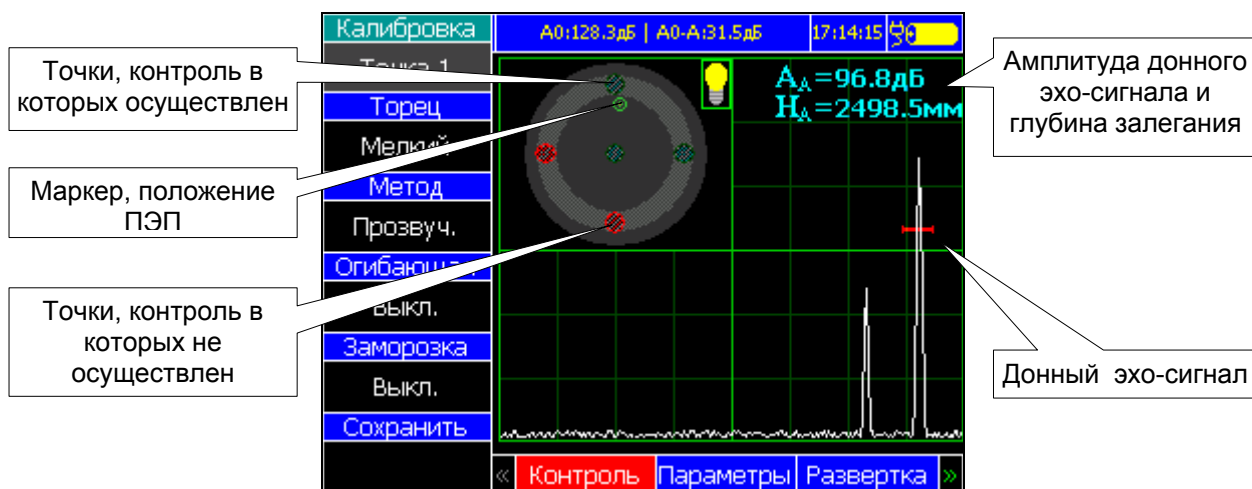 Калибровка
A0:128.3дБ | A0-A:31.5дБ
17:14:15
Точки, контроль в
которых осуществлен
Торец
Мелкий
AA=96.8дБ
HA=2498.5мм
Амплитуда донного
эхо-сигнала и
глубина залегания
Маркер, положение
ПЭП
Метод
Прозвуч.
Точки, контроль в
которых не
осуществлен
Выкл.
Заморозка
Выкл.
Сохранить
Донный эхо-сигнал
« Контроль Параметры Развертка »